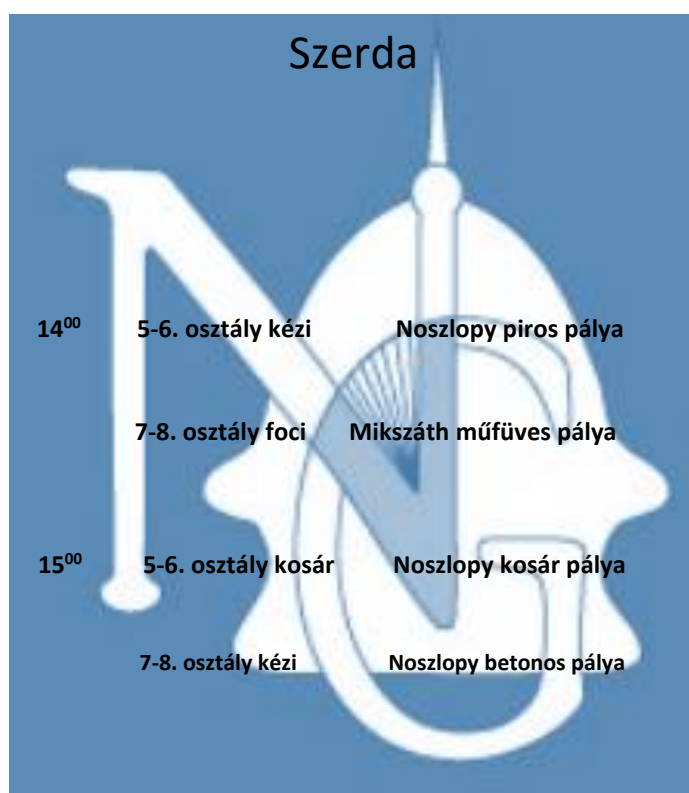 Szerda
14⁰⁰ 5-6. osztály kézi Noszlopy piros pálya
7-8. osztály foci Mikszáth műfüves pálya
15⁰⁰ 5-6. osztály kosár Noszlopy kosár pálya
7-8. osztály kézi Noszlopy betonos pálya